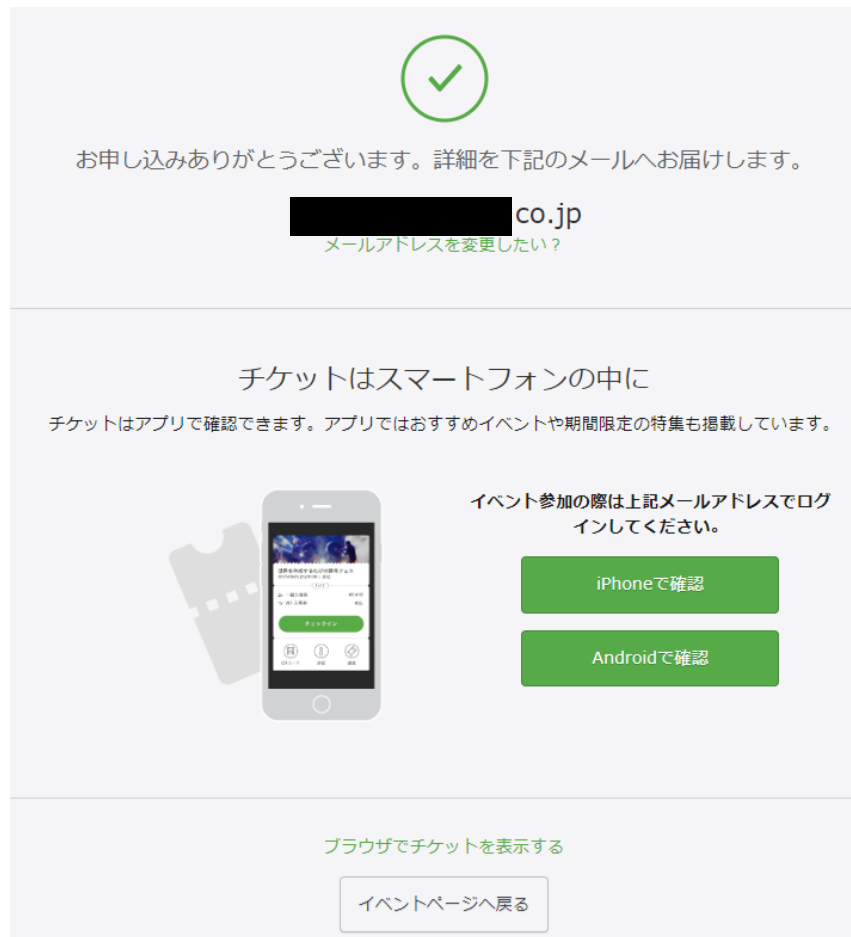 お申し込みありがとうございます。詳細を下記のメールへお届けします。
co.jp
メールアドレスを変更したい?
チケットはスマートフォンの中に
チケットはアプリで確認できます。アプリではおすすめイベントや期間限定の特集も掲載しています。
イベント参加の際は上記メールアドレスでログ
インしてください。
チェックイン
iPhoneで確認
Androidで確認
ブラウザでチケットを表示する
イベントページへ戻る